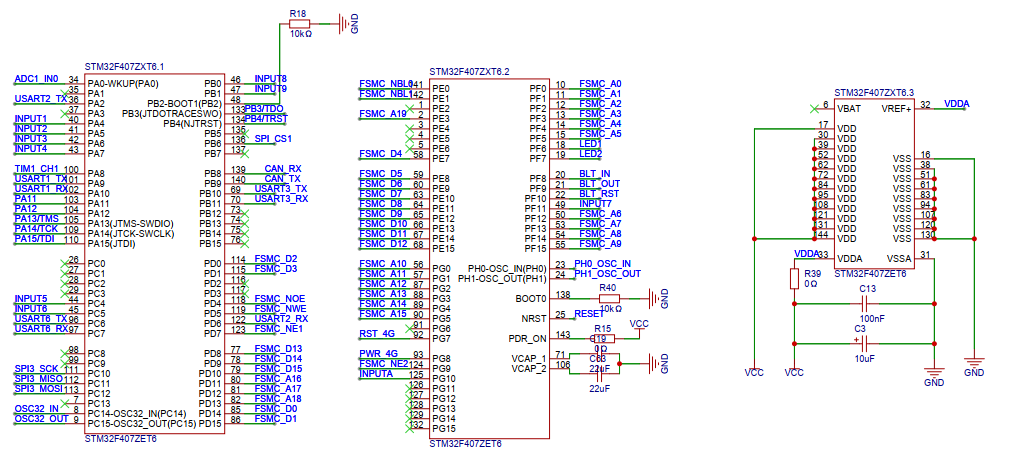 R18
10kΩ
GND
STM32F407ZXT6.1
ADC1_IN0 34 PA0-WKUP(PA0) PB0 46 INPUT8
35 PA1 PB1 47 INPUT9
USART2_TX 36 PA2 PB2-BOOT1(PB2) 48
37 PA3 PB3(JTDOTRACESWO) 133 PB3/TDO
INPUT1 40 PA4 PB4(NJTRST) 134 PB4/TRST
INPUT2 41 PA5 PB5 135
INPUT3 42 PA6 PB6 136 SPI_CS1
INPUT4 43 PA7 PB7 137
TIM1_CH1 100 PA8 PB8 139 CAN_RX
USART1_TX 101 PA9 PB9 140 CAN_TX
USART1_RX 102 PA10 PB10 69 USART3_TX
PA11 103 PA11 PB11 70 USART3_RX
PA12 104 PA12 PB12 73
PA13/TMS 105 PA13(JTMS-SWDIO) PB13 74
PA14/TCK 109 PA14(JTCK-SWCLK) PB14 75
PA15/TDI 110 PA15(JTDI) PB15 76
26 PC0 PD0 114 FSMC_D2
27 PC1 PD1 115 FSMC_D3
28 PC2 PD2 116
29 PC3 PD3 117
INPUT5 44 PC4 PD4 118 FSMC_NOE
INPUT6 45 PC5 PD5 119 FSMC_NWE
USART6_TX 96 PC6 PD6 122 USART2_RX
USART6_RX 97 PC7 PD7 123 FSMC_NE1
98 PC8 PD8 77 FSMC_D13
99 PC9 PD9 78 FSMC_D14
SPI3_SCK 111 PC10 PD10 79 FSMC_D15
SPI3_MISO 112 PC11 PD11 80 FSMC_A16
SPI3_MOSI 113 PC12 PD12 81 FSMC_A17
7 PC13 PD13 82 FSMC_A18
OSC32_IN 8 PC14-OSC32_IN(PC14) PD14 85 FSMC_D0
OSC32_OUT 9 PC15-OSC32_OUT(PC15) PD15 86 FSMC_D1
STM32F407ZET6
STM32F407ZXT6.2
FSMC_NBL0 141 PE0 PF0 10 FSMC_A0
FSMC_NBL1 142 PE1 PF1 11 FSMC_A1
1 PE2 PF2 12 FSMC_A2
FSMC_A19 2 PE3 PF3 13 FSMC_A3
3 PE4 PF4 14 FSMC_A4
4 PE5 PF5 15 FSMC_A5
5 PE6 PF6 18 LED1
FSMC_D4 58 PE7 PF7 19 LED2
FSMC_D5 59 PE8 PF8 20 BLT_IN
FSMC_D6 60 PE9 PF9 21 BLT_OUT
FSMC_D7 63 PE10 PF10 22 BLT_RST
FSMC_D8 64 PE11 PF11 49 INPUT7
FSMC_D9 65 PE12 PF12 50 FSMC_A6
FSMC_D10 66 PE13 PF13 53 FSMC_A7
FSMC_D11 67 PE14 PF14 54 FSMC_A8
FSMC_D12 68 PE15 PF15 55 FSMC_A9
FSMC_A10 56 PG0 PH0-OSC_IN(PH0) 23 PH0_OSC_IN
FSMC_A11 57 PG1 PH1-OSC_OUT(PH1) 24 PH1_OSC_OUT
FSMC_A12 87 PG2
FSMC_A13 88 PG3 BOOT0 138 R40 10kΩ GND
FSMC_A14 89 PG4
FSMC_A15 90 PG5 NRST 25 RESET
91 PG6
RST_4G 92 PG7 PDR_ON 143 R15 0Ω VCC
C19
PWR_4G 93 PG8 VCAP_1 71
FSMC_NE2 124 PG9 VCAP_2 106 22uF GND
INPUTA 125 PG10
126 PG11 22uF
127 PG12
128 PG13
129 PG14
132 PG15
STM32F407ZET6
STM32F407ZXT6.3
6 VBAT VREF+ 32 VDDA
17 VDD
30 VDD
39 VDD
52 VDD VSS 16
62 VDD VSS 38
72 VDD VSS 51
84 VDD VSS 61
95 VDD VSS 83
108 VDD VSS 94
121 VDD VSS 107
131 VDD VSS 120
144 VDD VSS 130
VDDA 33 VDDA VSSA 31
STM32F407ZET6
R39
0Ω
C13
100nF
C3
10uF
VCC VCC GND GND